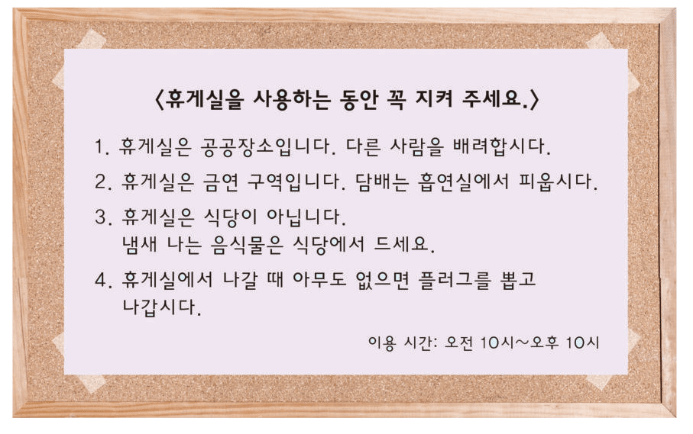 <휴게실을 사용하는 동안 꼭 지켜 주세요.>
1. 휴게실은 공공장소입니다. 다른 사람을 배려합시다.
2. 휴게실은 금연 구역입니다. 담배는 흡연실에서 피웁시다.
3. 휴게실은 식당이 아닙니다.
냄새 나는 음식물은 식당에서 드세요.
4. 휴게실에서 나갈 때 아무도 없으면 플러그를 뽑고
나갑시다.
이용 시간: 오전 10시~오후 10시